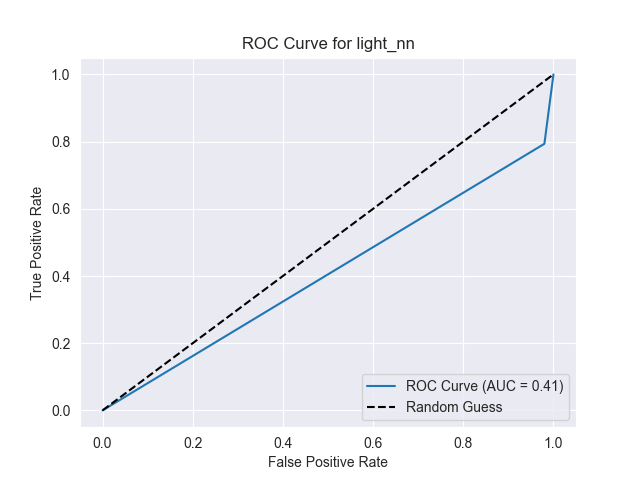 ROC Curve for light_nn
True Positive Rate
1.0
0.8
0.6
0.4
0.2
0.0
ROC Curve (AUC = 0.41)
Random Guess
0.0 0.2 0.4 0.6 0.8 1.0
False Positive Rate